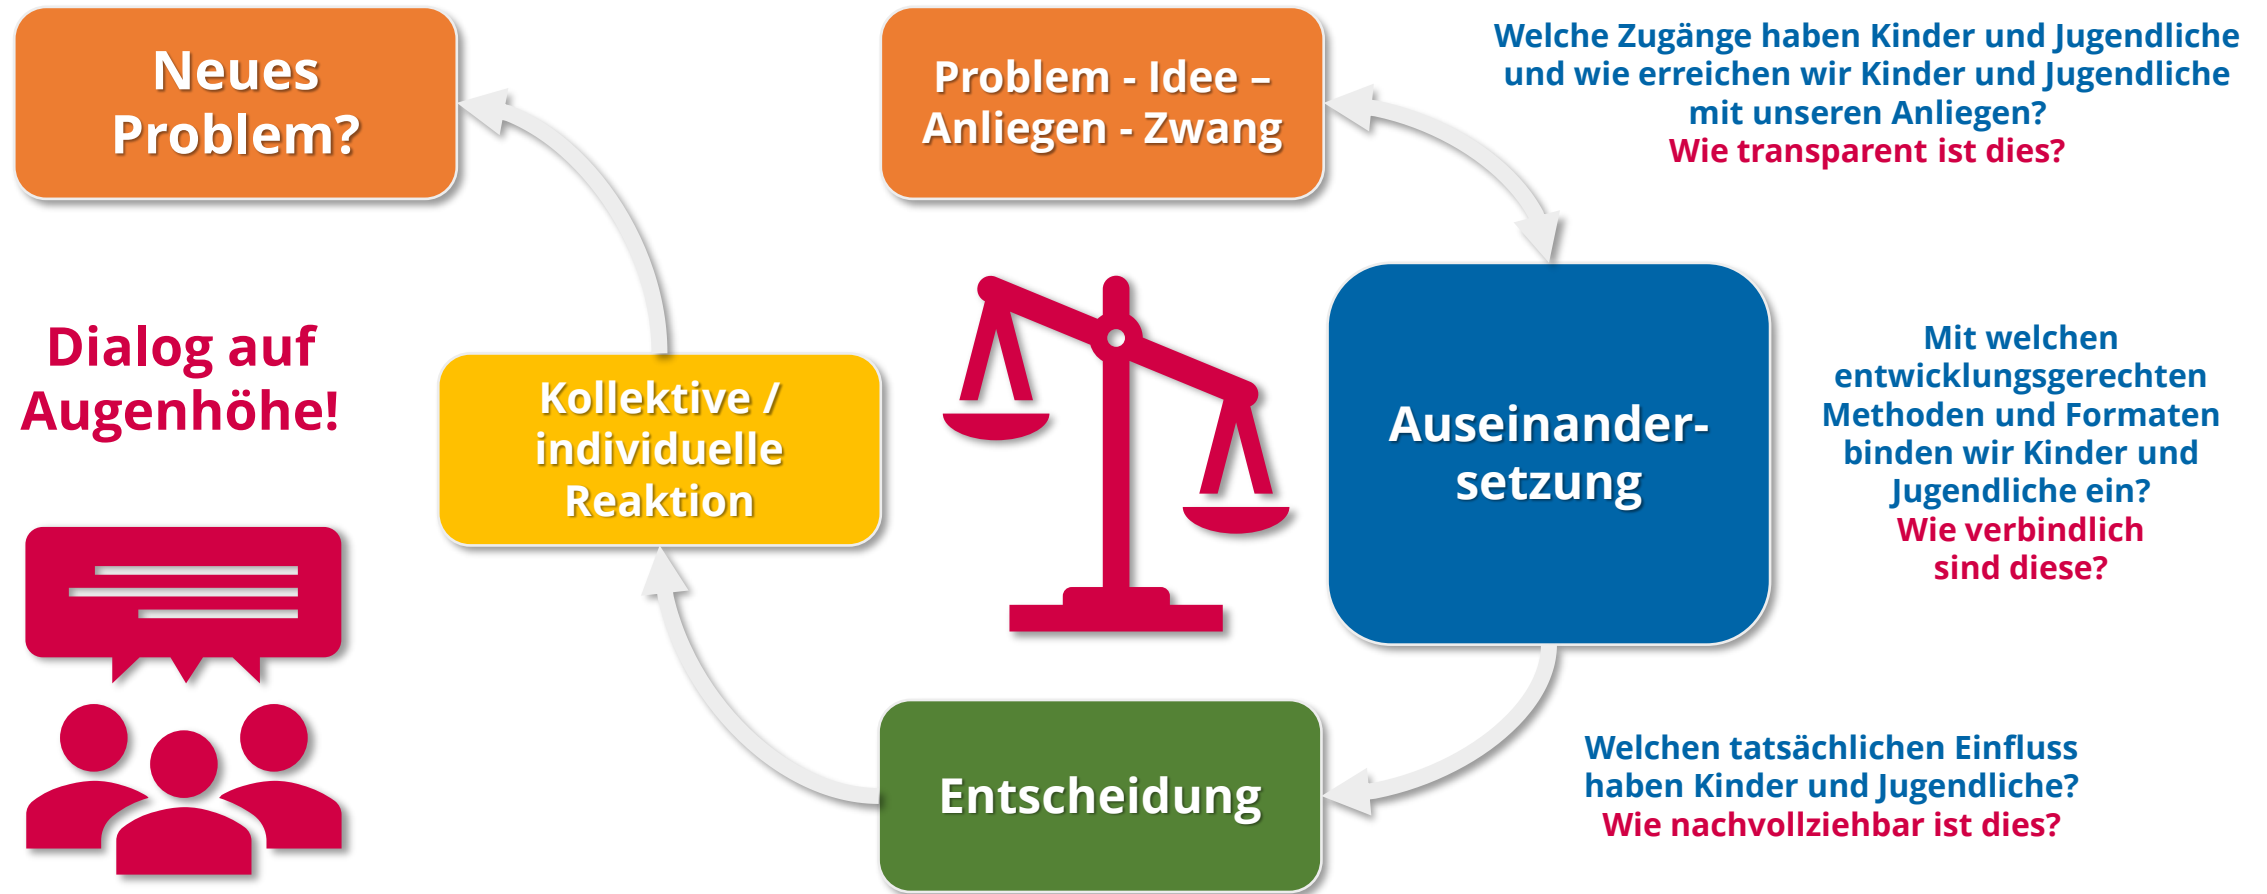 Neues
Problem?
Problem - Idee –
Anliegen - Zwang
Welche Zugänge haben Kinder und Jugendliche
und wie erreichen wir Kinder und Jugendliche
mit unseren Anliegen?
Wie transparent ist dies?
Dialog auf
Augenhöhe!
Kollektive /
individuelle
Reaktion
Auseinander-
setzung
Mit welchen
entwicklungsgerechten
Methoden und Formaten
binden wir Kinder und
Jugendliche ein?
Wie verbindlich
sind diese?
Entscheidung
Welchen tatsächlichen Einfluss
haben Kinder und Jugendliche?
Wie nachvollziehbar ist dies?